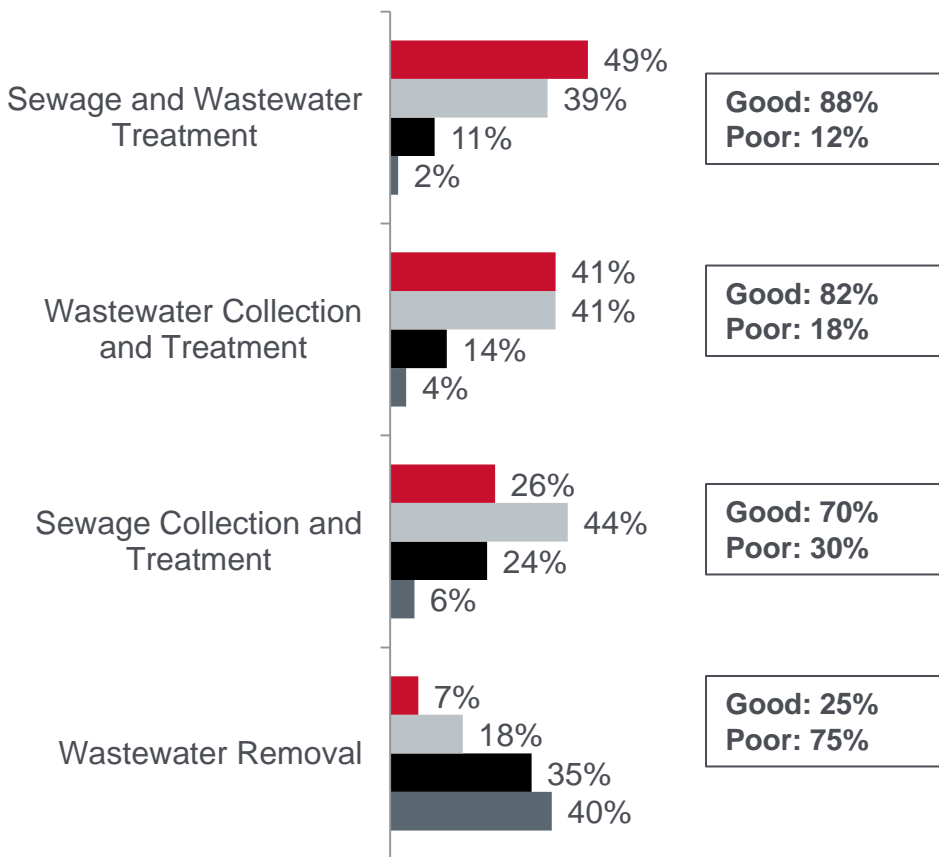 49%
Sewage and Wastewater
Treatment
39%
11%
2%
Good: 88%
Poor: 12%
41%
Wastewater Collection
and Treatment
41%
14%
4%
Good: 82%
Poor: 18%
26%
Sewage Collection and
Treatment
44%
24%
6%
Good: 70%
Poor: 30%
7%
18%
Wastewater Removal
35%
40%
Good: 25%
Poor: 75%